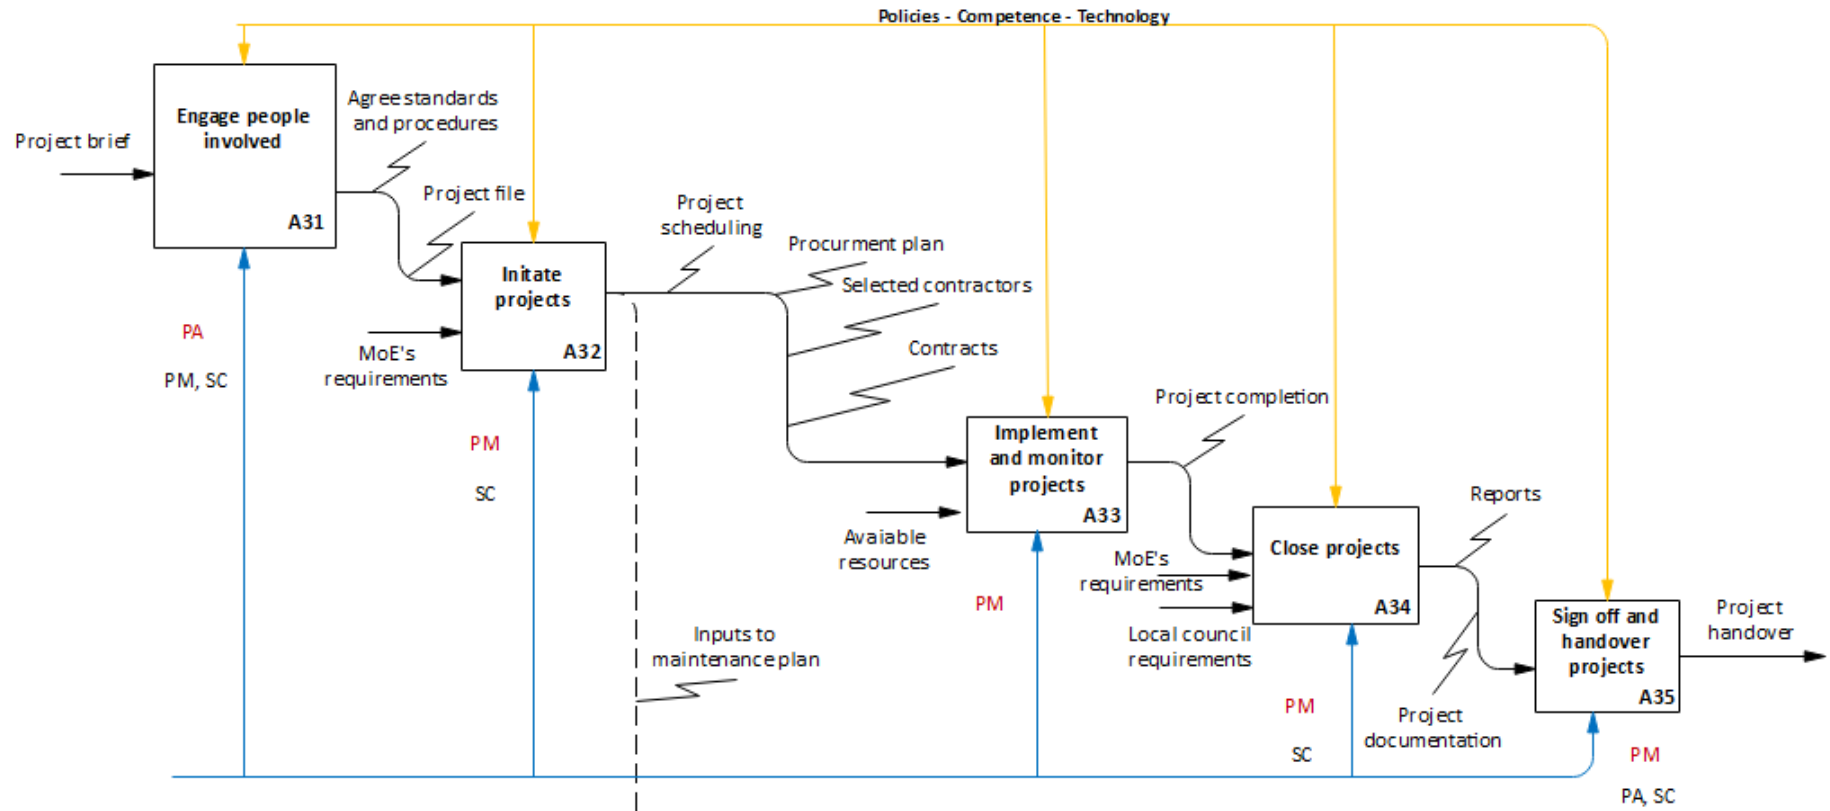 Policies - Competence - Technology
Engage people
involved
A31
Project brief
Agree standards
and procedures
Project file
Initate
projects
A32
MoE's
requirements
PA
PM, SC
PM
SC
Project
scheduling
Procurment plan
Selected contractors
Contracts
Implement
and monitor
projects
A33
Avaiable
resources
PM
Inputs to
maintenance plan
Project completion
Close projects
A34
MoE's
requirements
Local council
requirements
PM
SC
Reports
Project
documentation
Sign off and
handover
projects
A35
Project
handover
PM
PA, SC